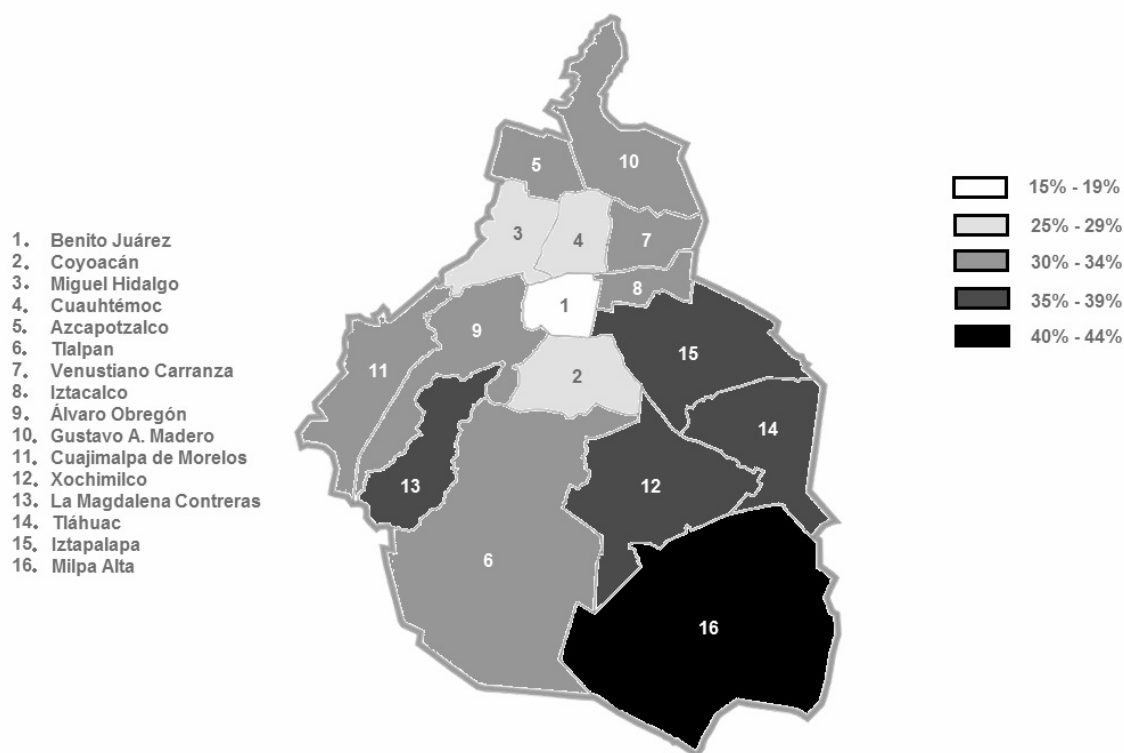 1. Benito Juárez
2. Coyoacán
3. Miguel Hidalgo
4. Cuauhtémoc
5. Azcapotzalco
6. Tlalpan
7. Venustiano Carranza
8. Iztacalco
9. Álvaro Obregón
10. Gustavo A. Madero
11. Cuajimalpa de Morelos
12. Xochimilco
13. La Magdalena Contreras
14. Tláhuac
15. Iztapalapa
16. Milpa Alta
5
10
3
4
7
8
1
9
15
11
2
14
13
12
6
16
15% - 19%
25% - 29%
30% - 34%
35% - 39%
40% - 44%